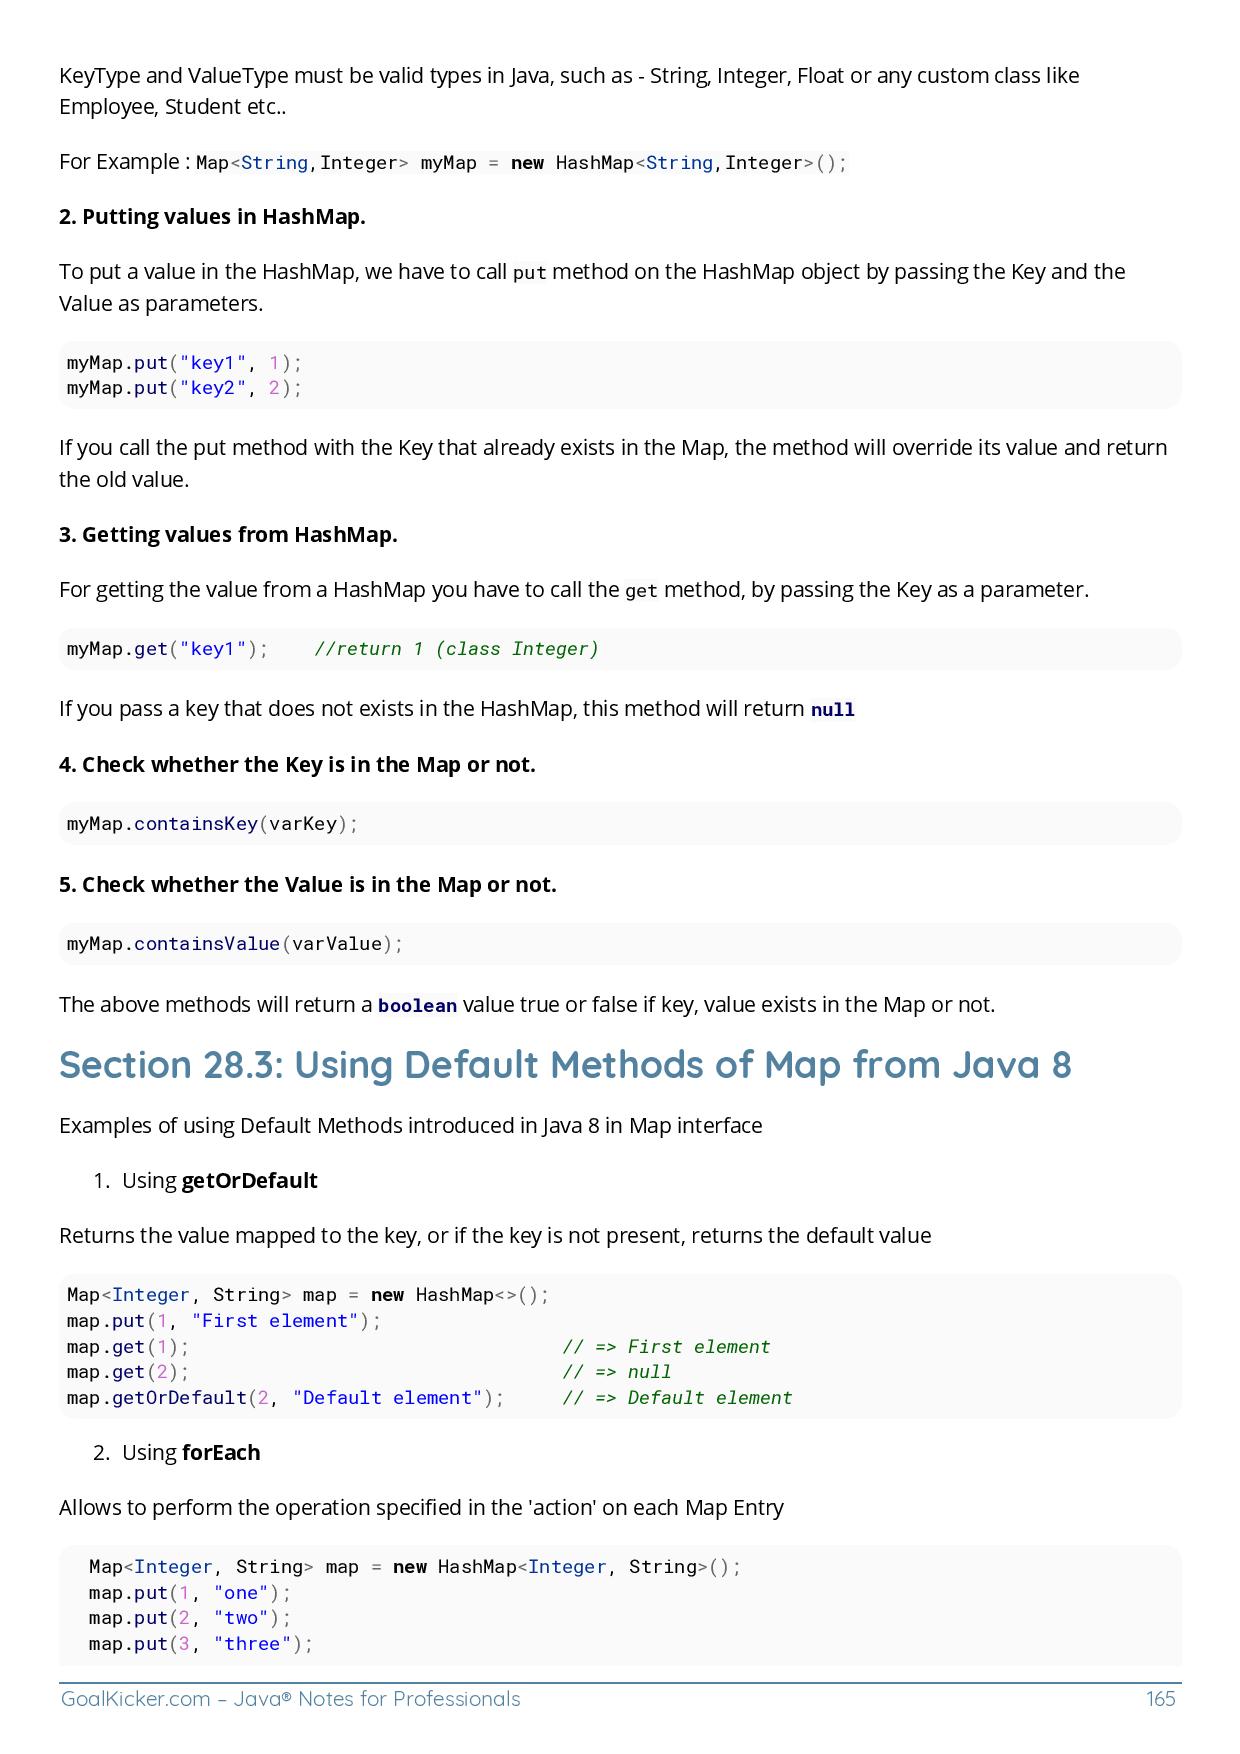 KeyType and ValueType must be valid types in Java, such as - String, Integer, Float or any custom class like
Employee, Student etc..
For Example : Map<String,Integer> myMap = new HashMap<String,Integer>();
2. Putting values in HashMap.
To put a value in the HashMap, we have to call put method on the HashMap object by passing the Key and the
Value as parameters.
myMap.put("key1", 1);
myMap.put("key2", 2);
If you call the put method with the Key that already exists in the Map, the method will override its value and return
the old value.
3. Getting values from HashMap.
For getting the value from a HashMap you have to call the get method, by passing the Key as a parameter.
myMap.get("key1");    //return 1 (class Integer)
If you pass a key that does not exists in the HashMap, this method will return null
4. Check whether the Key is in the Map or not.
myMap.containsKey(varKey);
5. Check whether the Value is in the Map or not.
myMap.containsValue(varValue);
The above methods will return a boolean value true or false if key, value exists in the Map or not.
Section 28.3: Using Default Methods of Map from Java 8
Examples of using Default Methods introduced in Java 8 in Map interface
1. Using getOrDefault
Returns the value mapped to the key, or if the key is not present, returns the default value
Map<Integer, String> map = new HashMap<>();
map.put(1, "First element");
map.get(1);                                 // => First element
map.get(2);                                 // => null
map.getOrDefault(2, "Default element");     // => Default element
2. Using forEach
Allows to perform the operation specified in the 'action' on each Map Entry
Map<Integer, String> map = new HashMap<Integer, String>();
map.put(1, "one");
map.put(2, "two");
map.put(3, "three");
GoalKicker.com – Java® Notes for Professionals 165